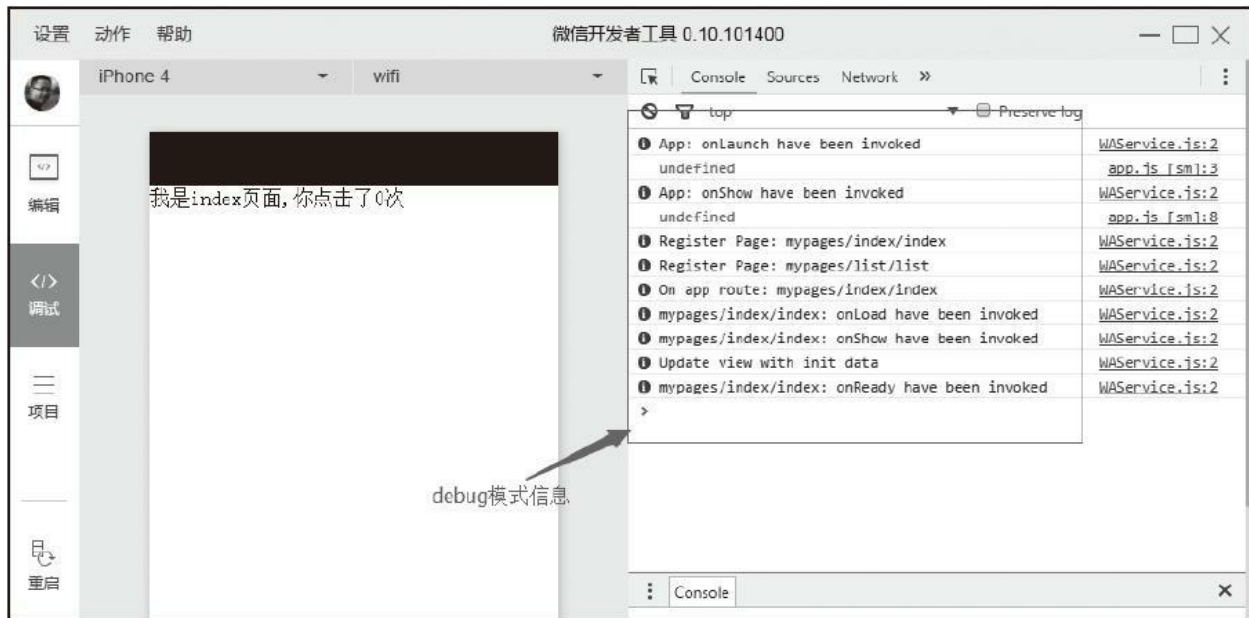 设置 动作 帮助 微信开发者工具 0.10.101400
iPhone 4 wifi
Console Sources Network »
top Preserve log
编辑
调试
项目
重启
我是index页面,你点击了0次
App: onLaunch have been invoked WAService.js:2
undefined app.js [sm]:3
App: onShow have been invoked WAService.js:2
undefined app.js [sm]:8
Register Page: mypages/index/index WAService.js:2
Register Page: mypages/list/list WAService.js:2
On app route: mypages/index/index WAService.js:2
mypages/index/index: onLoad have been invoked WAService.js:2
mypages/index/index: onShow have been invoked WAService.js:2
Update view with init data WAService.js:2
mypages/index/index: onReady have been invoked WAService.js:2
>
debug模式信息
Console